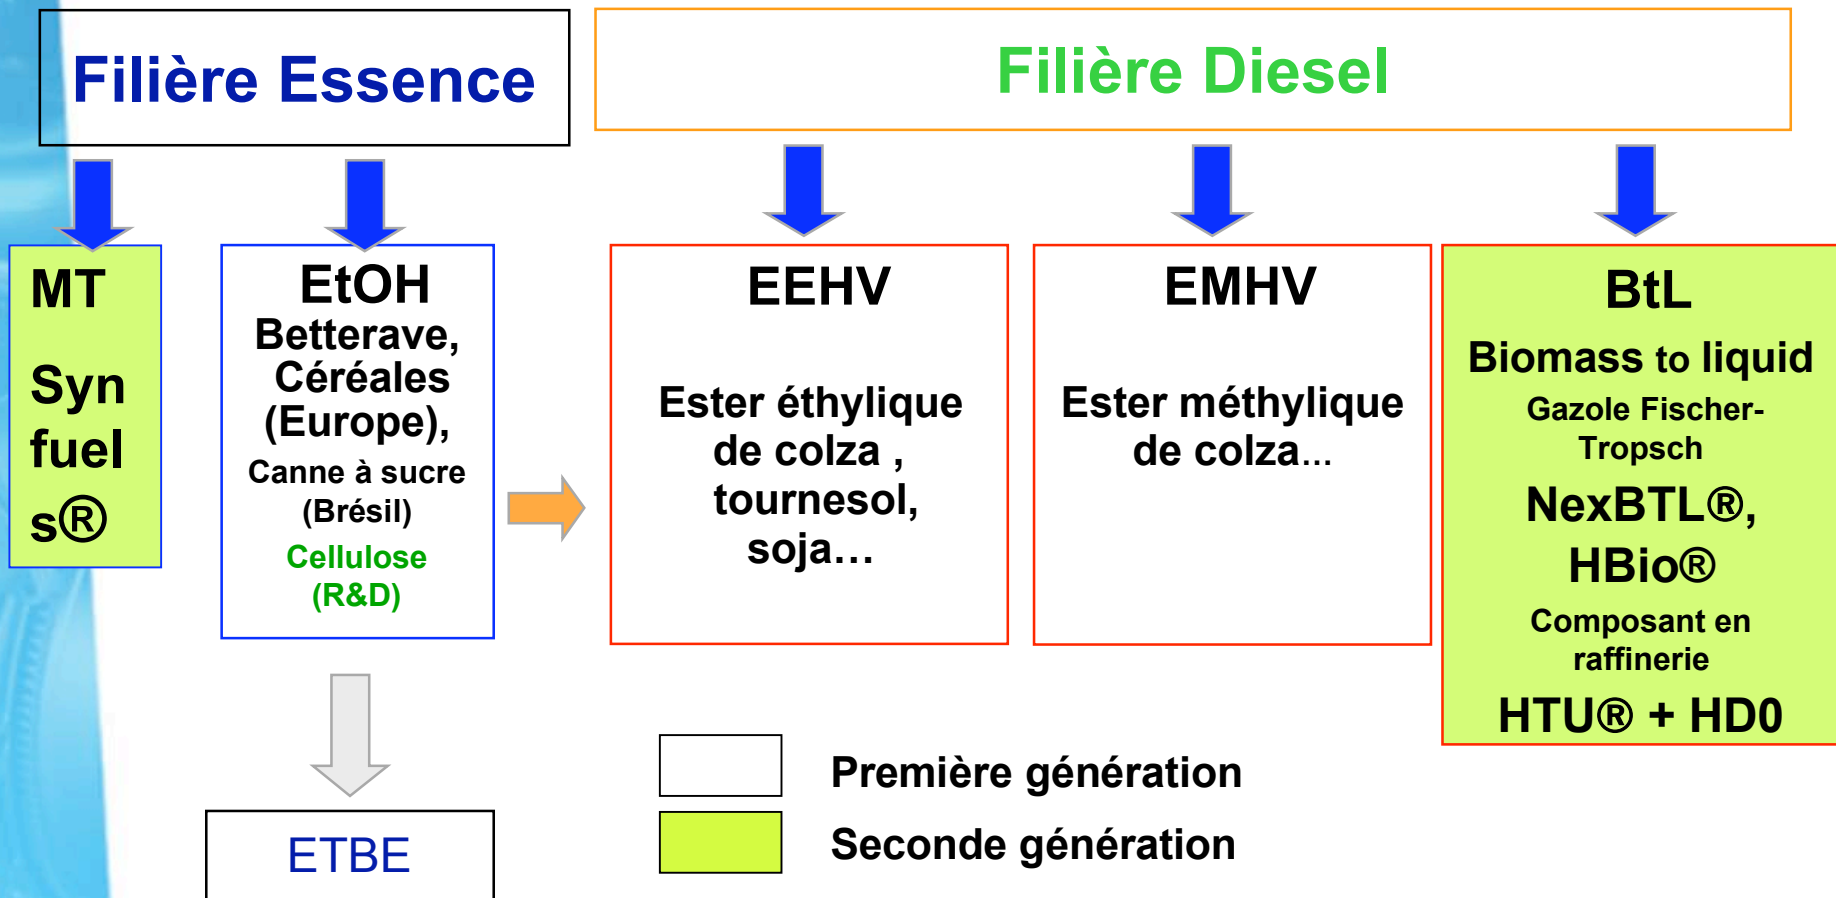 Filière Essence
Filière Diesel
MT
Syn
fuel
s®
EtOH
Betterave,
Céréales
(Europe),
Canne à sucre
(Brésil)
Cellulose
(R&D)
EEHV
Ester éthylique
de colza ,
tournesol,
soja…
EMHV
Ester méthylique
de colza...
BtL
Biomass to liquid
Gazole Fischer-
Tropsch
NexBTL®,
HBio®
Composant en
raffinerie
HTU® + HD0
ETBE
Première génération
Seconde génération